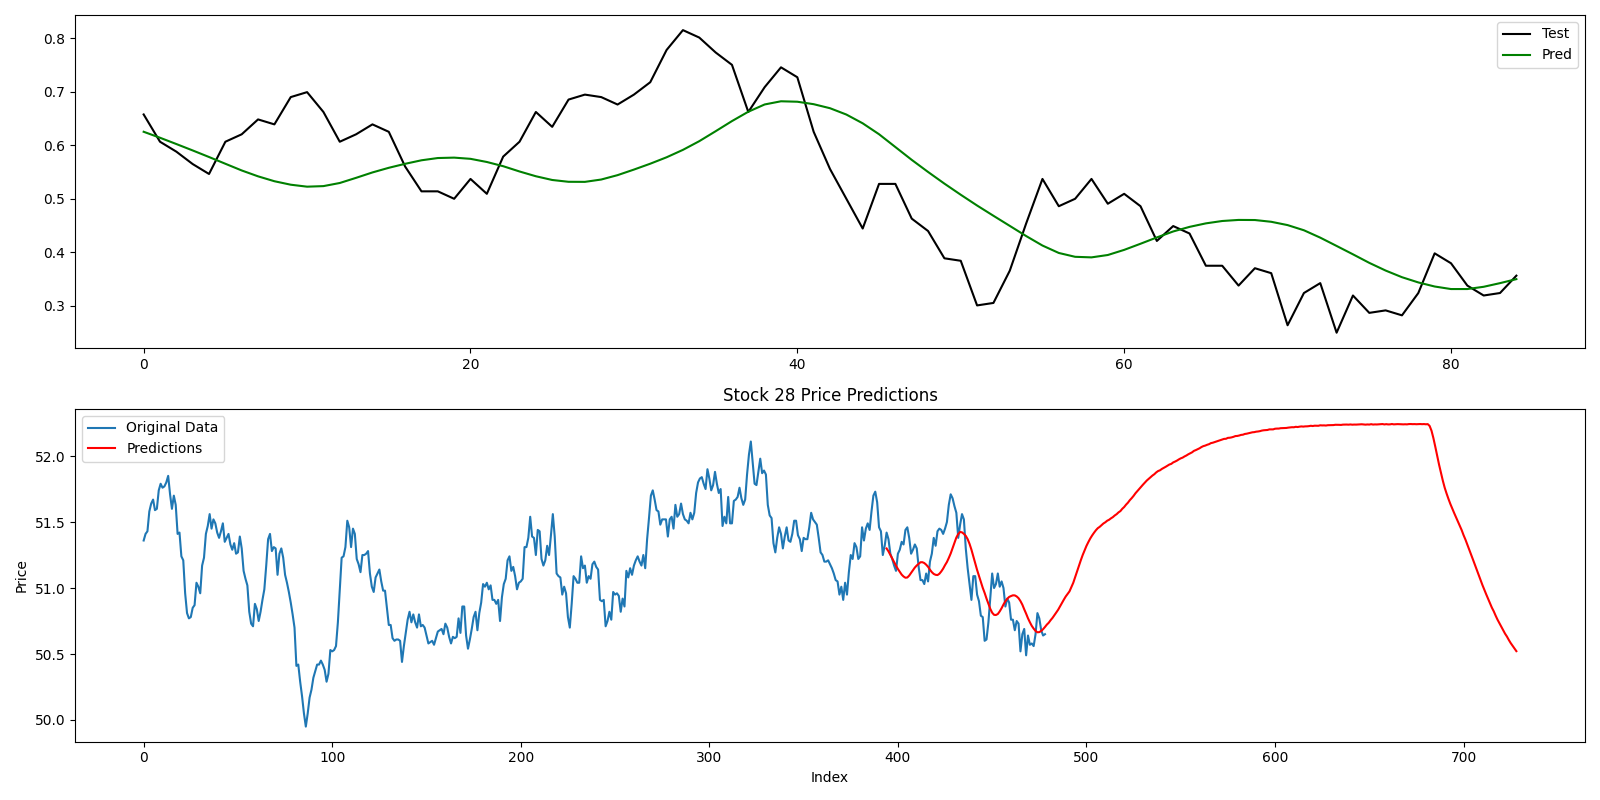 0.8
0.7
0.6
0.5
0.4
0.3
Test
Pred
0 20 40 60 80
Stock 28 Price Predictions
Original Data
Predictions
52.0
51.5
51.0
50.5
50.0
Price
0 100 200 300 400 500 600 700
Index